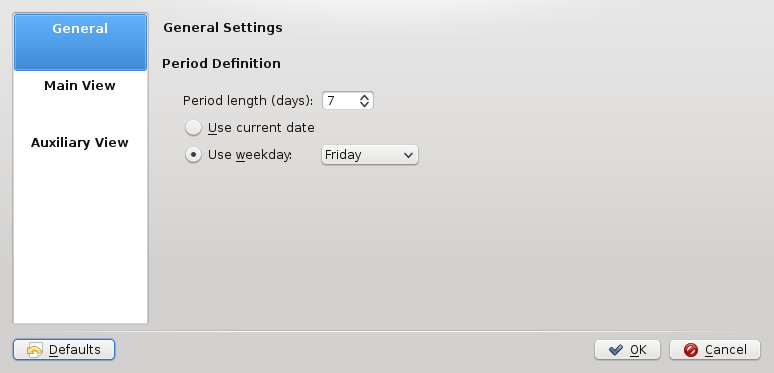 General
Main View
Auxiliary View
General Settings
Period Definition
Period length (days): 7
Use current date
Use weekday: Friday
Defaults
OK
Cancel